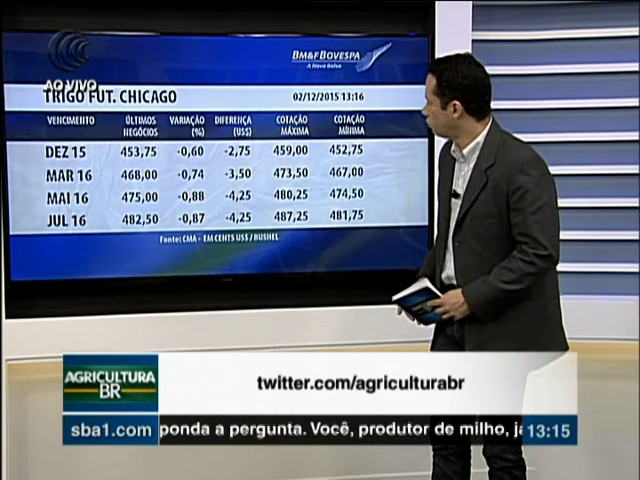 BM&FBOVESPA
A Nova Bolsa
AO VIVO
TRIGO FUT. CHICAGO 02/12/2015 13:16
VENCIMENTO ÚLTIMOS NEGÓCIOS VARIAÇÃO (%) DIFERENÇA (US$) COTAÇÃO MÁXIMA COTAÇÃO MÍNIMA
DEZ 15 453,75 -0,60 -2,75 459,00 452,75
MAR 16 468,00 -0,74 -3,50 473,50 467,00
MAI 16 475,00 -0,88 -4,25 480,25 474,50
JUL 16 482,50 -0,87 -4,25 487,25 481,75
Fonte: CMA - EM CENTS US$ / BUSHEL
AGRICULTURA
BR
twitter.com/agriculturabr
sba1.com ponda a pergunta. Você, produtor de milho, já 13:15